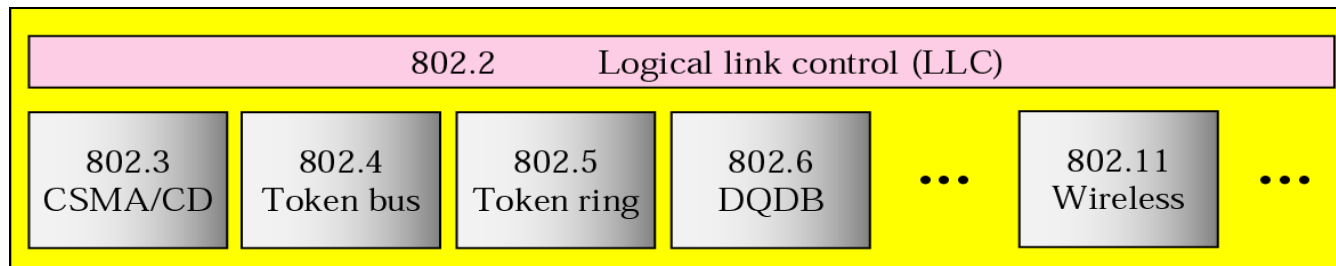 802.2 Logical link control (LLC)
802.3
CSMA/CD
802.4
Token bus
802.5
Token ring
802.6
DQDB
...
802.11
Wireless
...